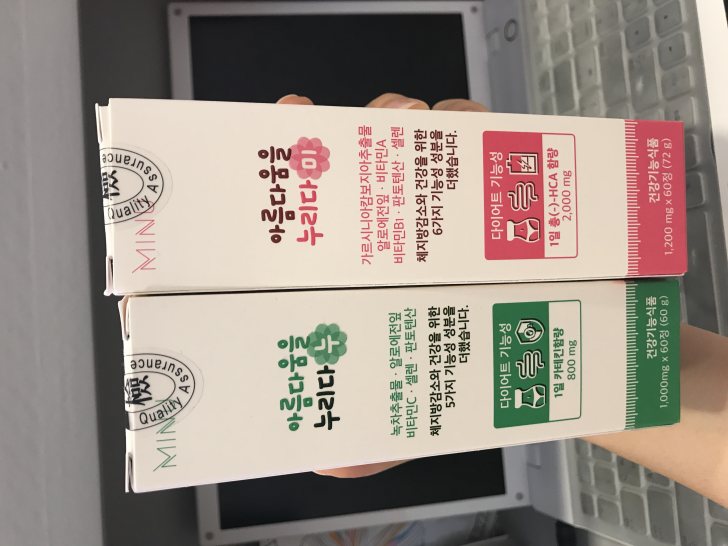 MINU
檢
Quality Assurance
아름다움을
누리다 미
가르시니아캄보지아추출물
알로에전잎 · 비타민A
비타민B1 · 판토텐산 · 셀렌
체지방감소와 건강을 위한
6가지 기능성 성분을
더했습니다.
다이어트 기능성
1일 총(-)-HCA 함량
2,000 mg
건강기능식품
1,200 mg x 60정 (72 g)
MINU
檢
Quality Assurance
아름다움을
누리다 누
녹차추출물 · 알로에전잎
비타민C · 셀렌 · 판토텐산
체지방감소와 건강을 위한
5가지 기능성 성분을
더했습니다.
다이어트 기능성
1일 카테킨함량
800 mg
건강기능식품
1,000mg x 60정 (60 g)